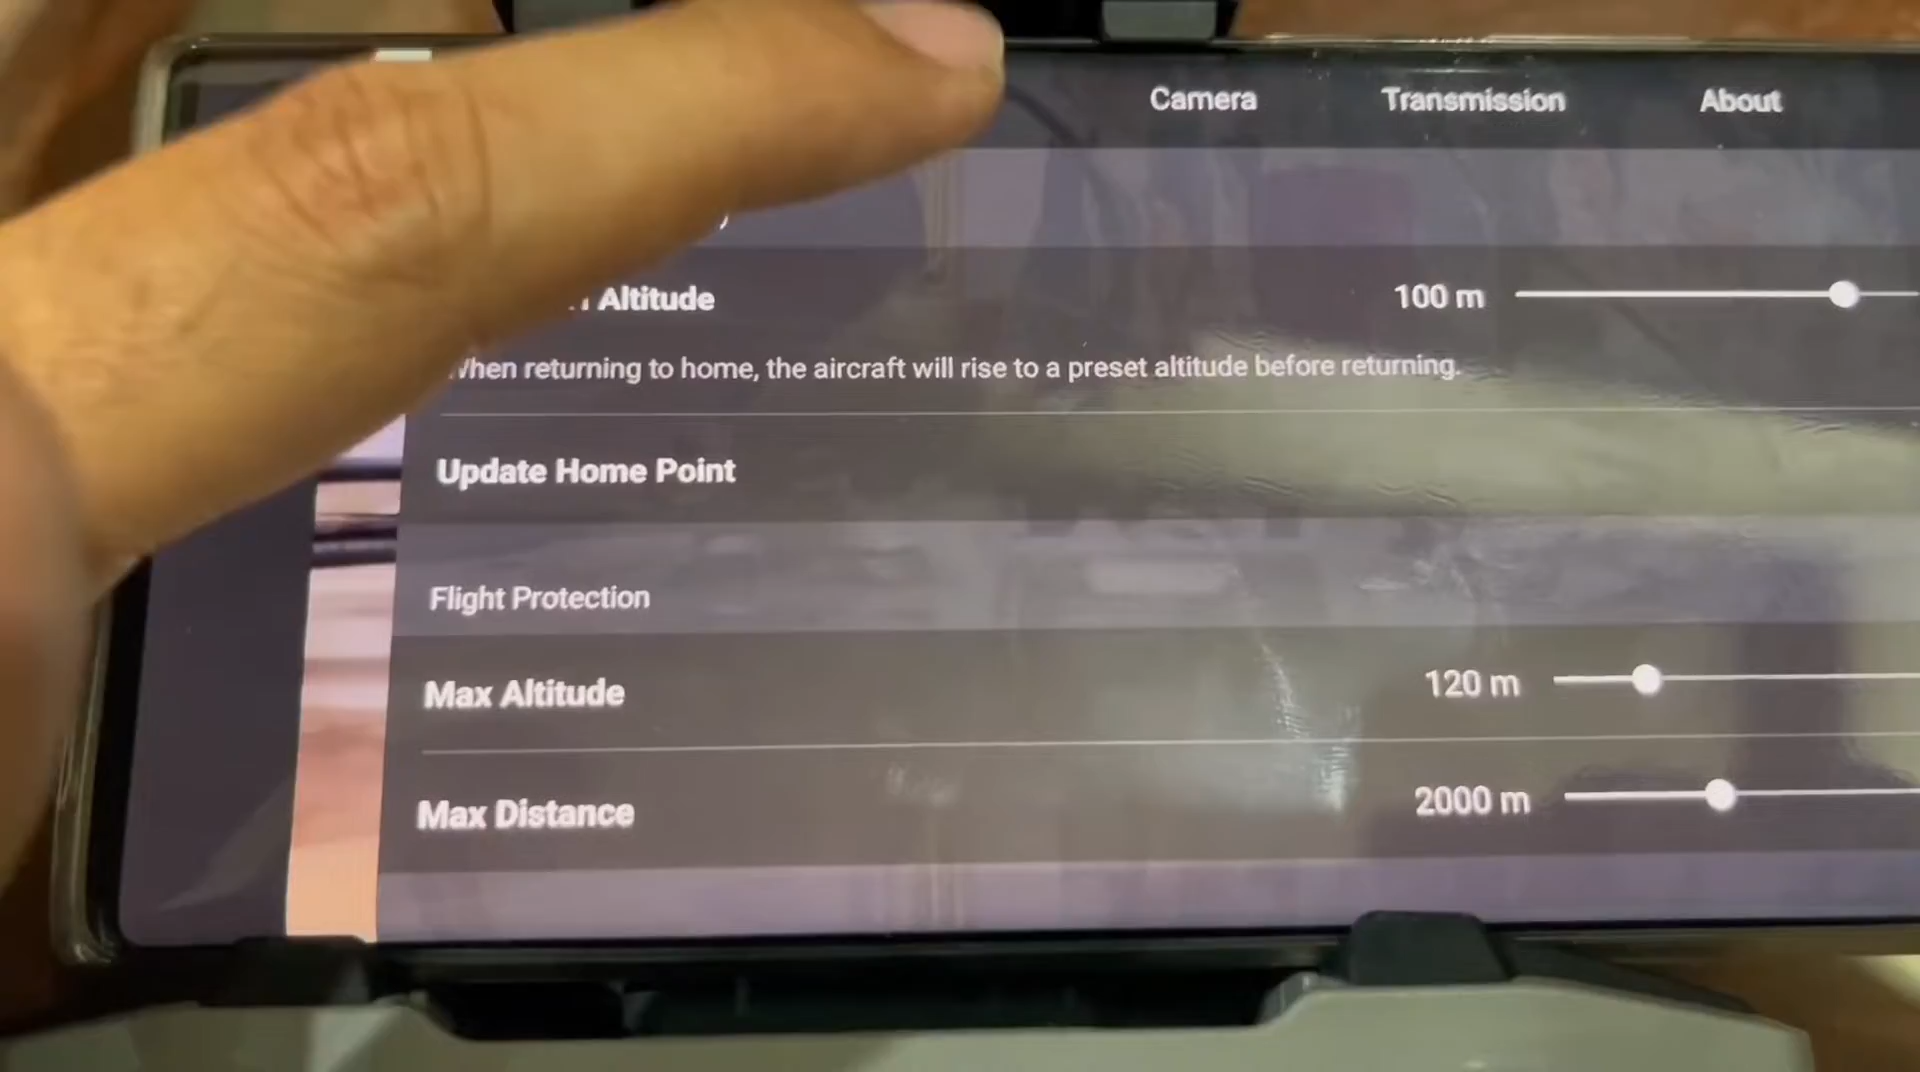 Camera Transmission About
Altitude 100 m
When returning to home, the aircraft will rise to a preset altitude before returning.
Update Home Point
Flight Protection
Max Altitude 120 m
Max Distance 2000 m